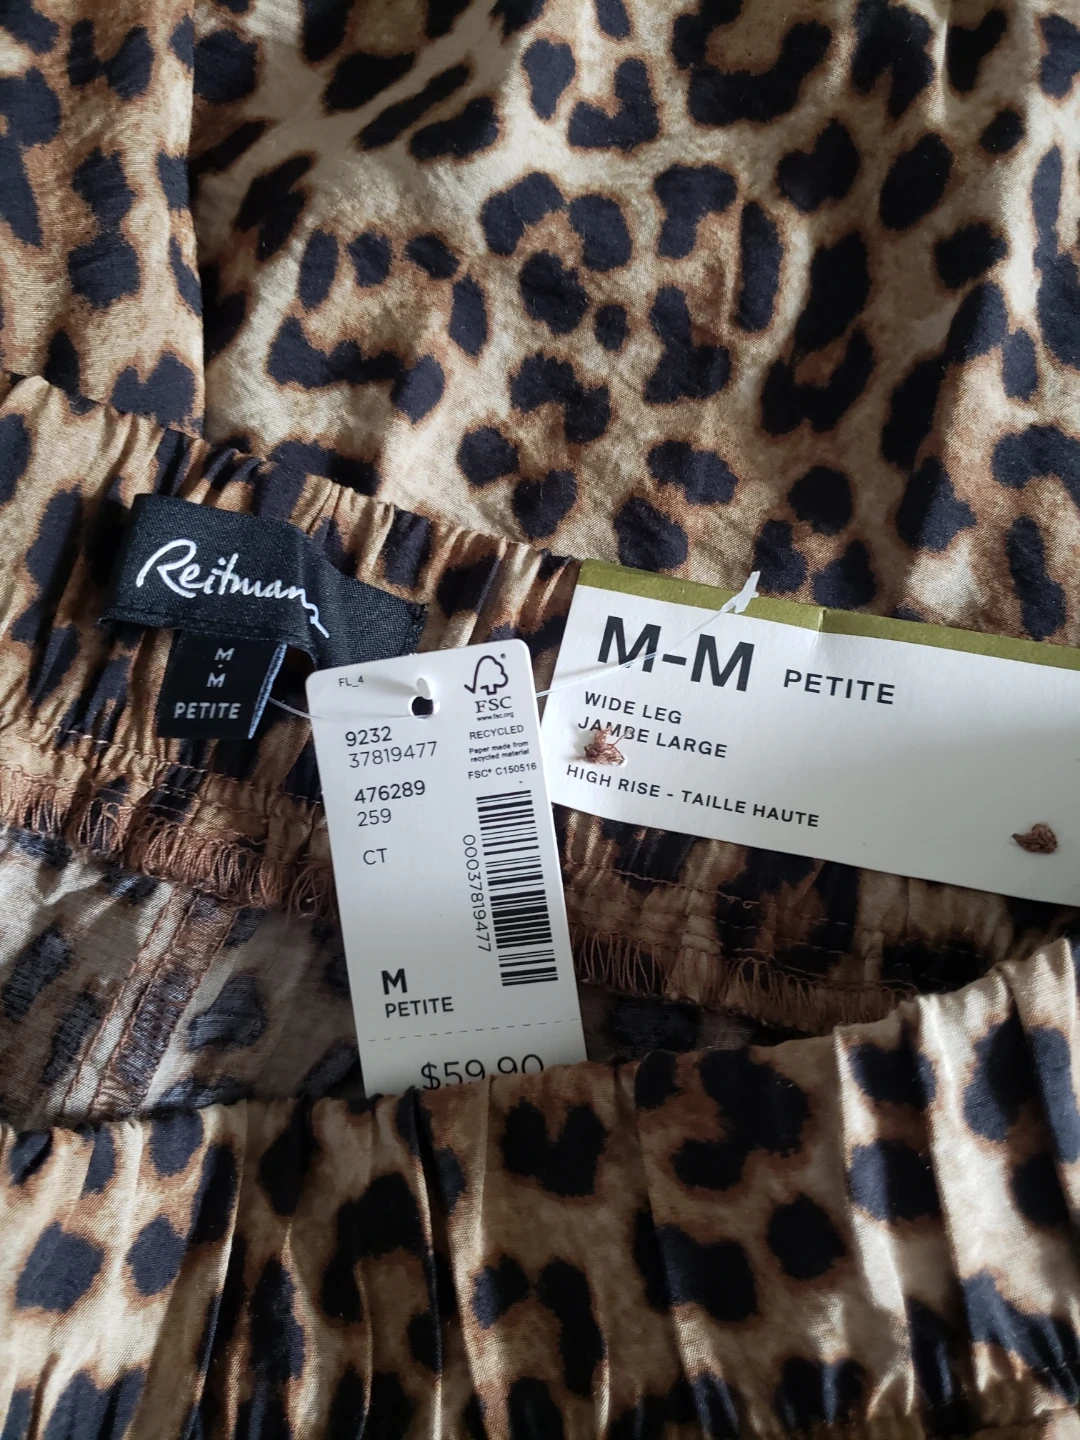 Reitmans
M
M
PETITE
FL_4
9232
37819477
476289
259
CT
FSC
www.fsc.org
RECYCLED
Paper made from
recycled material
FSC® C150516
00037819477
M
PETITE
$59.90
M-M PETITE
WIDE LEG
JAMBE LARGE
HIGH RISE - TAILLE HAUTE